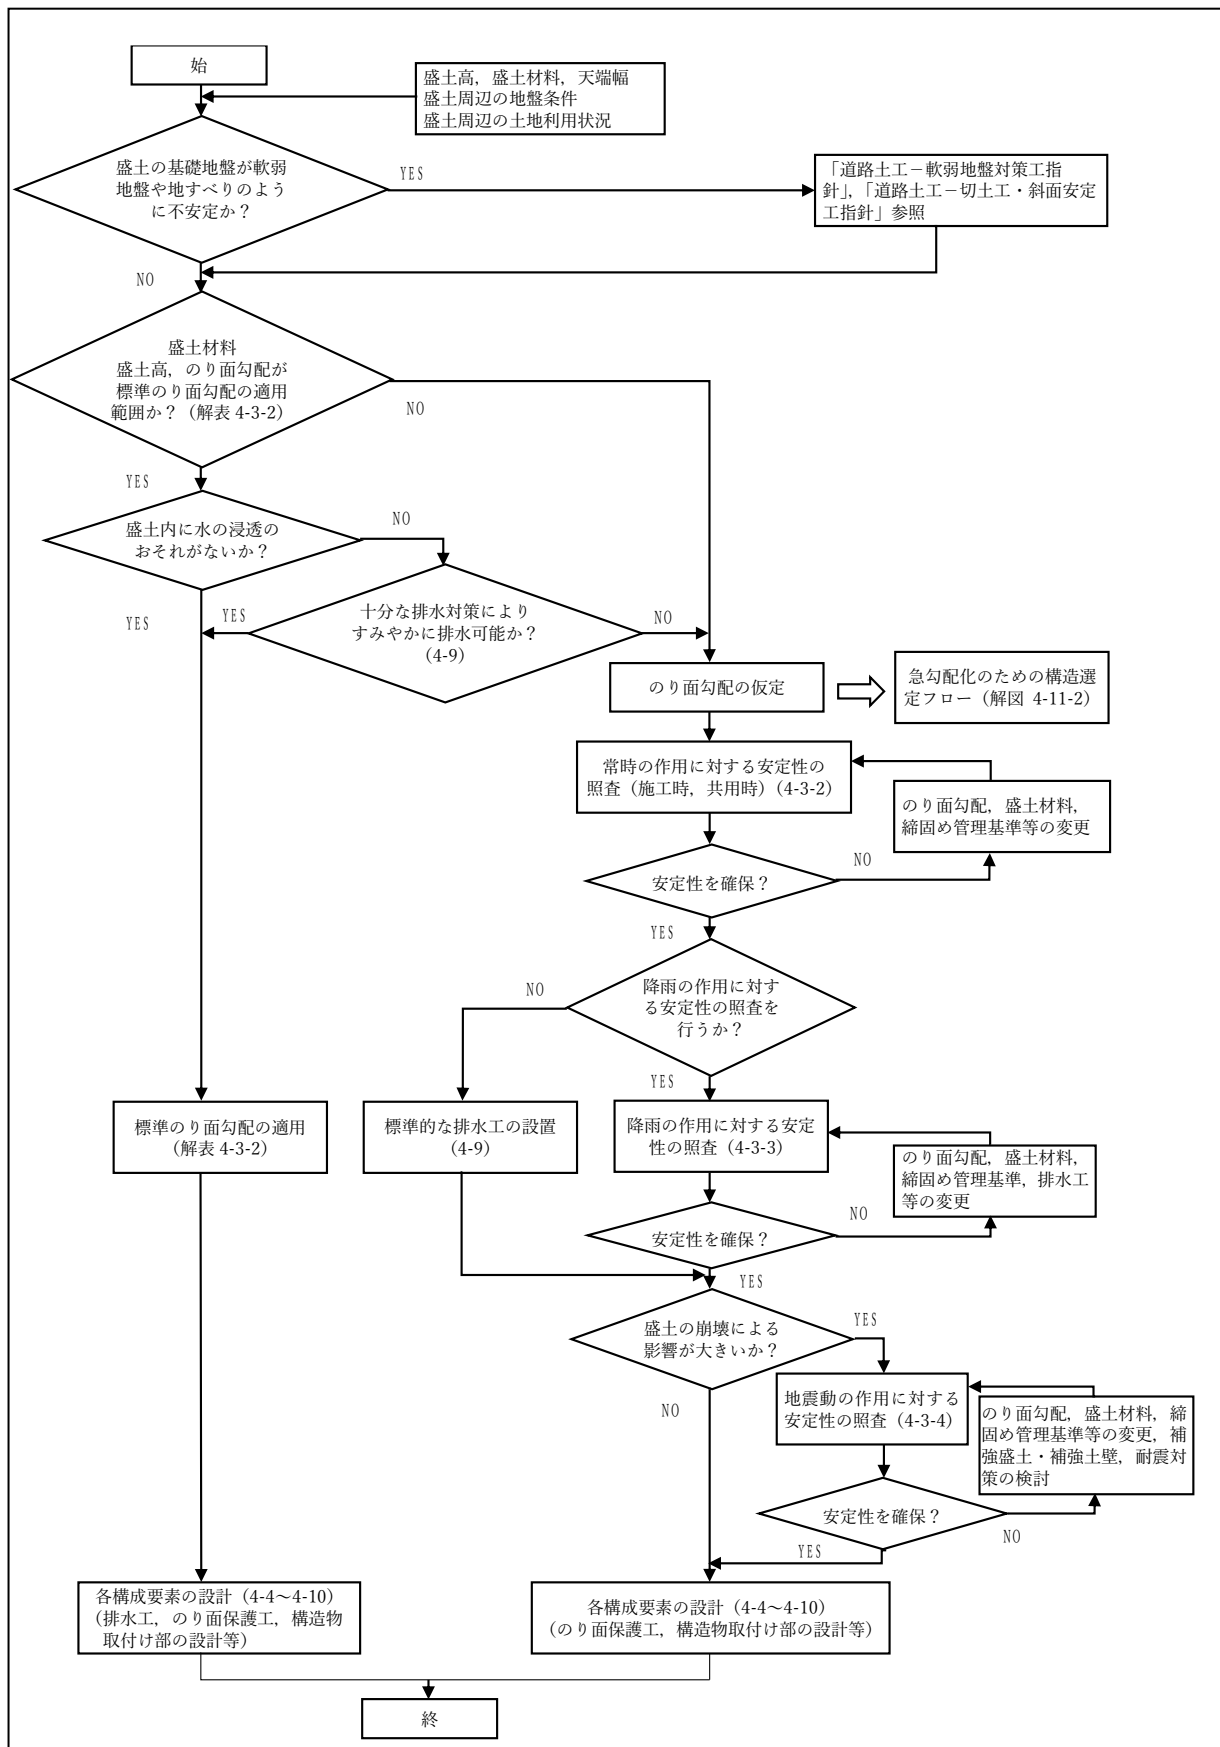 始
盛土高，盛土材料，天端幅
盛土周辺の地盤条件
盛土周辺の土地利用状況
盛土の基礎地盤が軟弱
地盤や地すべりのよう
に不安定か？
YES
「道路土工－軟弱地盤対策工指
針」，「道路土工－切土工・斜面安定
工指針」参照
NO
盛土材料
盛土高，のり面勾配が
標準のり面勾配の適用
範囲か？（解表 4-3-2）
NO
YES
盛土内に水の浸透の
おそれがないか？
NO
YES
YES
十分な排水対策により
すみやかに排水可能か？
（4-9）
NO
のり面勾配の仮定
急勾配化のための構造選
定フロー（解図 4-11-2）
常時の作用に対する安定性の
照査（施工時，共用時）（4-3-2）
のり面勾配，盛土材料，
締固め管理基準等の変更
安定性を確保？
NO
YES
降雨の作用に対す
る安定性の照査を
行うか？
NO
YES
標準のり面勾配の適用
（解表 4-3-2）
標準的な排水工の設置
（4-9）
降雨の作用に対する安定
性の照査（4-3-3）
のり面勾配，盛土材料，
締固め管理基準，排水工
等の変更
安定性を確保？
NO
YES
盛土の崩壊による
影響が大きいか？
YES
NO
地震動の作用に対する
安定性の照査（4-3-4）
のり面勾配，盛土材料，締
固め管理基準等の変更，補
強盛土・補強土壁，耐震対
策の検討
安定性を確保？
NO
YES
各構成要素の設計（4-4～4-10）
（排水工，のり面保護工，構造物
取付け部の設計等）
各構成要素の設計（4-4～4-10）
（のり面保護工，構造物取付け部の設計等）
終